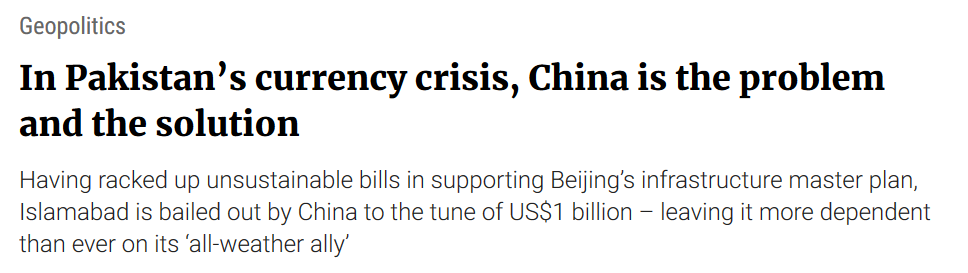 Geopolitics
In Pakistan’s currency crisis, China is the problem
and the solution
Having racked up unsustainable bills in supporting Beijing’s infrastructure master plan,
Islamabad is bailed out by China to the tune of US$1 billion – leaving it more dependent
than ever on its ‘all-weather ally’